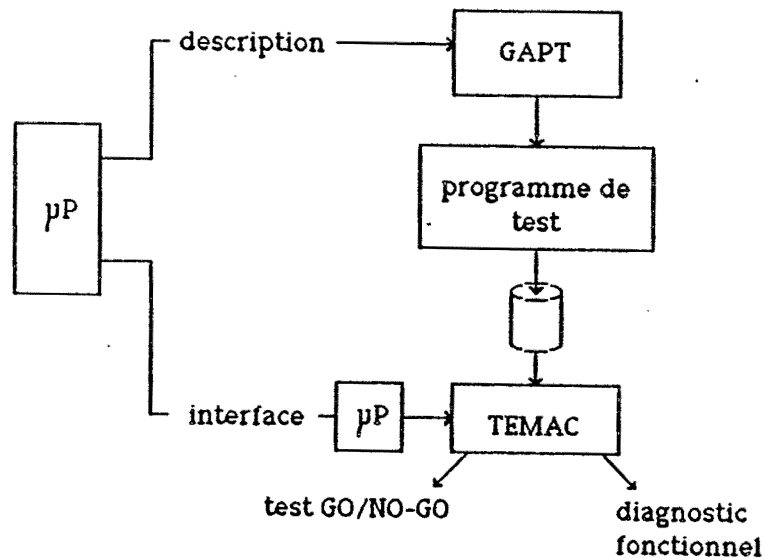 description
GAPT
programme de
test
µP
interface
µP
TEMAC
test GO/NO-GO
diagnostic
fonctionnel